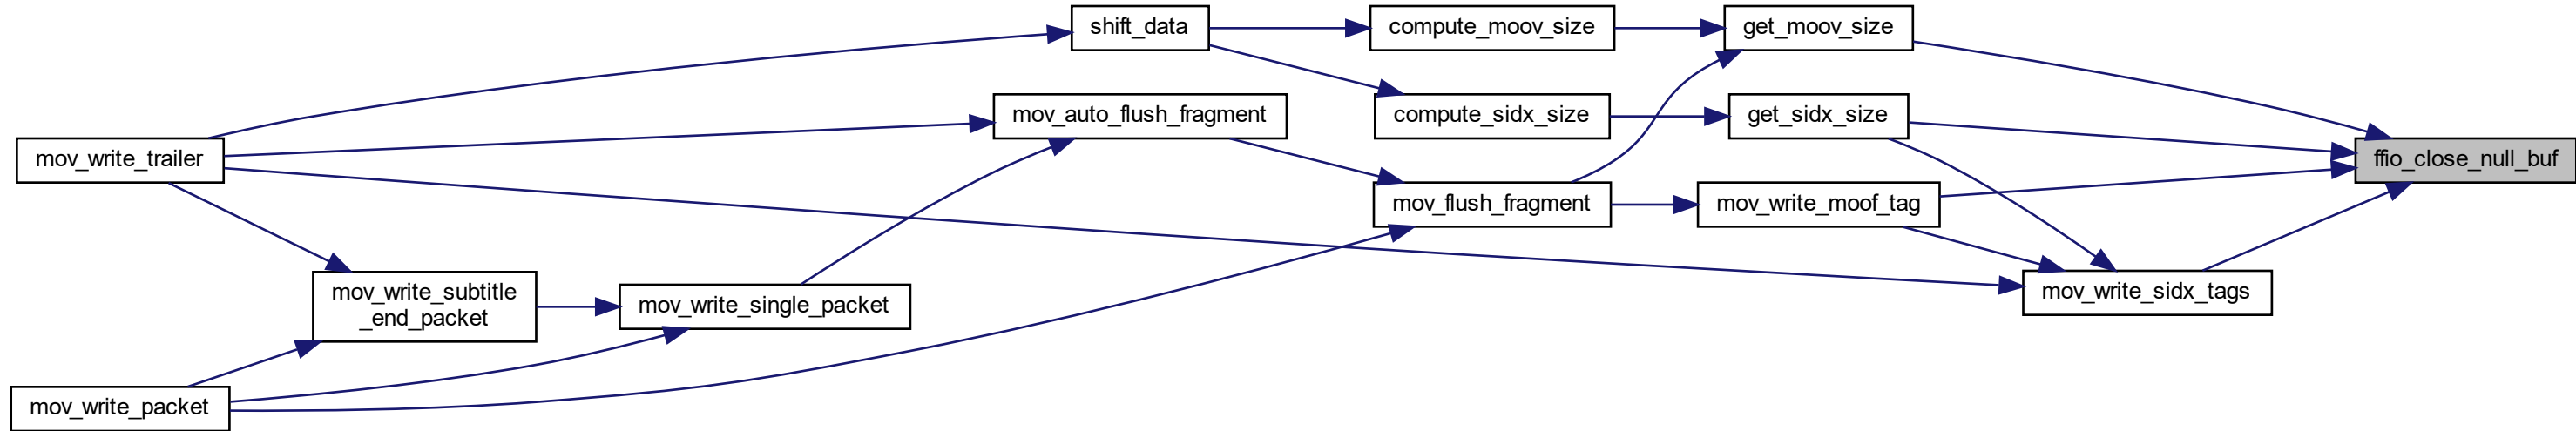 shift_data
compute_moov_size
get_moov_size
mov_auto_flush_fragment
compute_sidx_size
get_sidx_size
mov_write_trailer
ffio_close_null_buf
mov_flush_fragment
mov_write_moof_tag
mov_write_subtitle
_end_packet
mov_write_single_packet
mov_write_sidx_tags
mov_write_packet